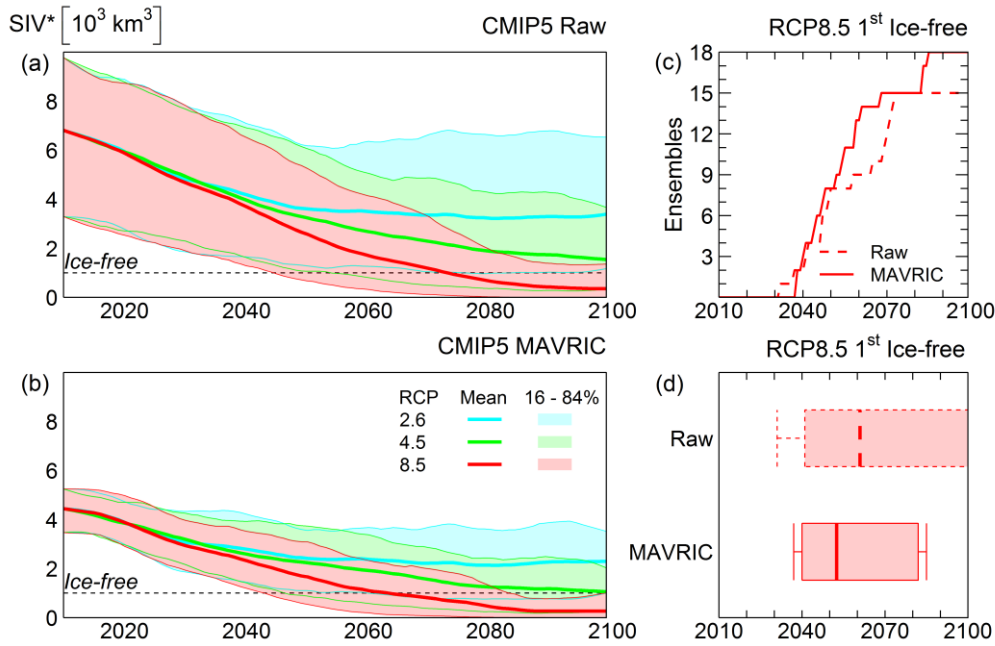 SIV* [10³ km³]
CMIP5 Raw
(a)
8
6
4
2
0
Ice-free
2020 2040 2060 2080 2100
CMIP5 MAVRIC
(b)
8
6
4
2
0
RCP Mean 16 - 84%
2.6
4.5
8.5
Ice-free
2020 2040 2060 2080 2100
RCP8.5 1st Ice-free
(c)
Ensembles
18
15
12
9
6
3
Raw
MAVRIC
2010 2040 2070 2100
RCP8.5 1st Ice-free
(d)
Raw
MAVRIC
2010 2040 2070 2100